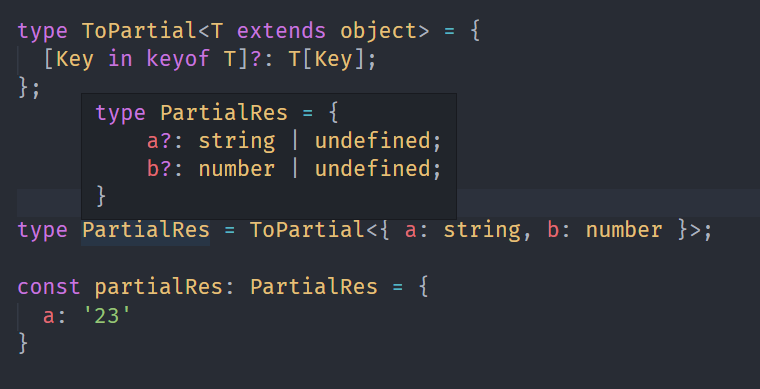 type ToPartial<T extends object> = {
  [Key in keyof T]?: T[Key];
};
type PartialRes = {
    a?: string | undefined;
    b?: number | undefined;
}
type PartialRes = ToPartial<{ a: string, b: number }>;
const partialRes: PartialRes = {
  a: '23'
}